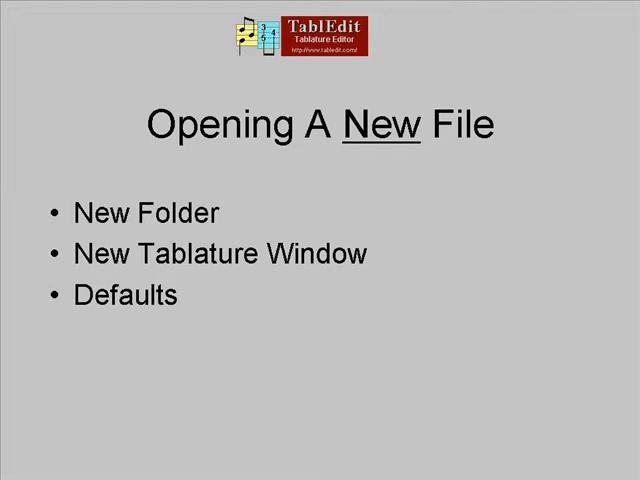 TablEdit
Tablature Editor
http://www.tabledit.com/
Opening A New File
• New Folder
• New Tablature Window
• Defaults